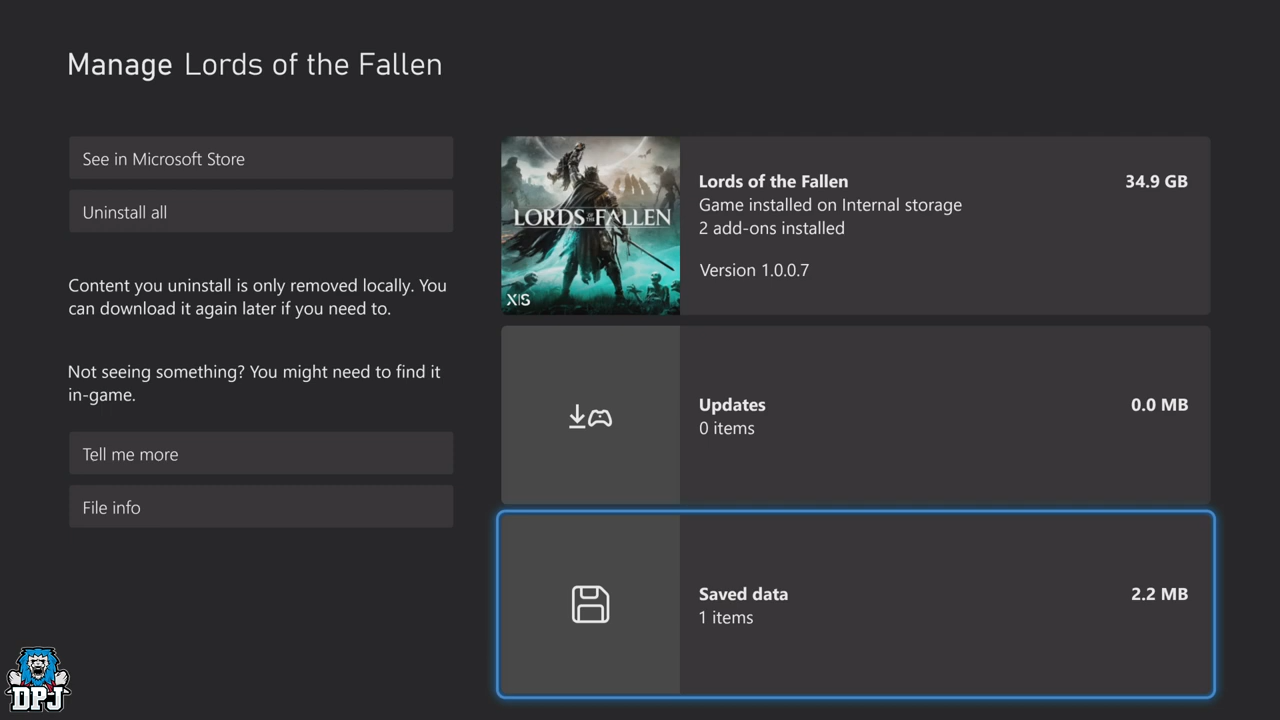 Manage Lords of the Fallen
See in Microsoft Store
Uninstall all
Content you uninstall is only removed locally. You
can download it again later if you need to.
Not seeing something? You might need to find it
in-game.
Tell me more
File info
LORDS OF THE FALLEN
X|S
Lords of the Fallen 34.9 GB
Game installed on Internal storage
2 add-ons installed
Version 1.0.0.7
Updates 0.0 MB
0 items
Saved data 2.2 MB
1 items
DPJ